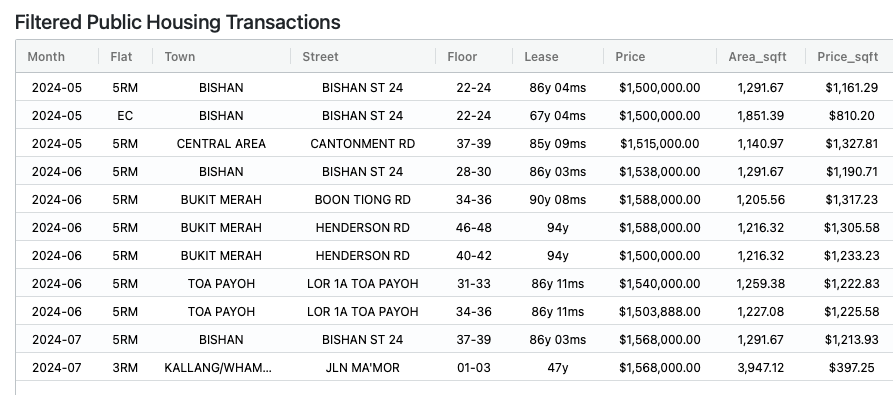 Filtered Public Housing Transactions
Month Flat Town Street Floor Lease Price Area_sqft Price_sqft
2024-05 5RM BISHAN BISHAN ST 24 22-24 86y 04ms $1,500,000.00 1,291.67 $1,161.29
2024-05 EC BISHAN BISHAN ST 24 22-24 67y 04ms $1,500,000.00 1,851.39 $810.20
2024-05 5RM CENTRAL AREA CANTONMENT RD 37-39 85y 09ms $1,515,000.00 1,140.97 $1,327.81
2024-06 5RM BISHAN BISHAN ST 24 28-30 86y 03ms $1,538,000.00 1,291.67 $1,190.71
2024-06 5RM BUKIT MERAH BOON TIONG RD 34-36 90y 08ms $1,588,000.00 1,205.56 $1,317.23
2024-06 5RM BUKIT MERAH HENDERSON RD 46-48 94y $1,588,000.00 1,216.32 $1,305.58
2024-06 5RM BUKIT MERAH HENDERSON RD 40-42 94y $1,500,000.00 1,216.32 $1,233.23
2024-06 5RM TOA PAYOH LOR 1A TOA PAYOH 31-33 86y 11ms $1,540,000.00 1,259.38 $1,222.83
2024-06 5RM TOA PAYOH LOR 1A TOA PAYOH 34-36 86y 11ms $1,503,888.00 1,227.08 $1,225.58
2024-07 5RM BISHAN BISHAN ST 24 37-39 86y 03ms $1,568,000.00 1,291.67 $1,213.93
2024-07 3RM KALLANG/WHAM... JLN MA'MOR 01-03 47y $1,568,000.00 3,947.12 $397.25